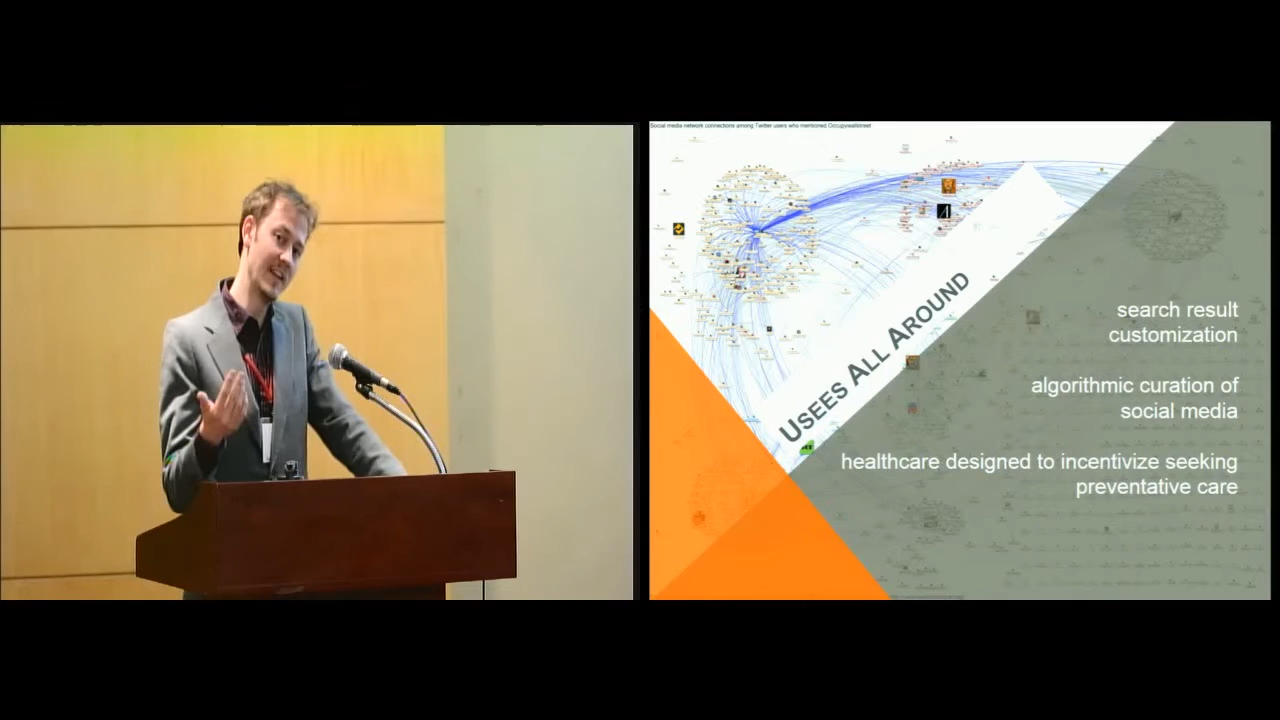 Social media network connections among Twitter users who mentioned Occupywallstreet
USEES ALL AROUND
search result
customization
algorithmic curation of
social media
healthcare designed to incentivize seeking
preventative care